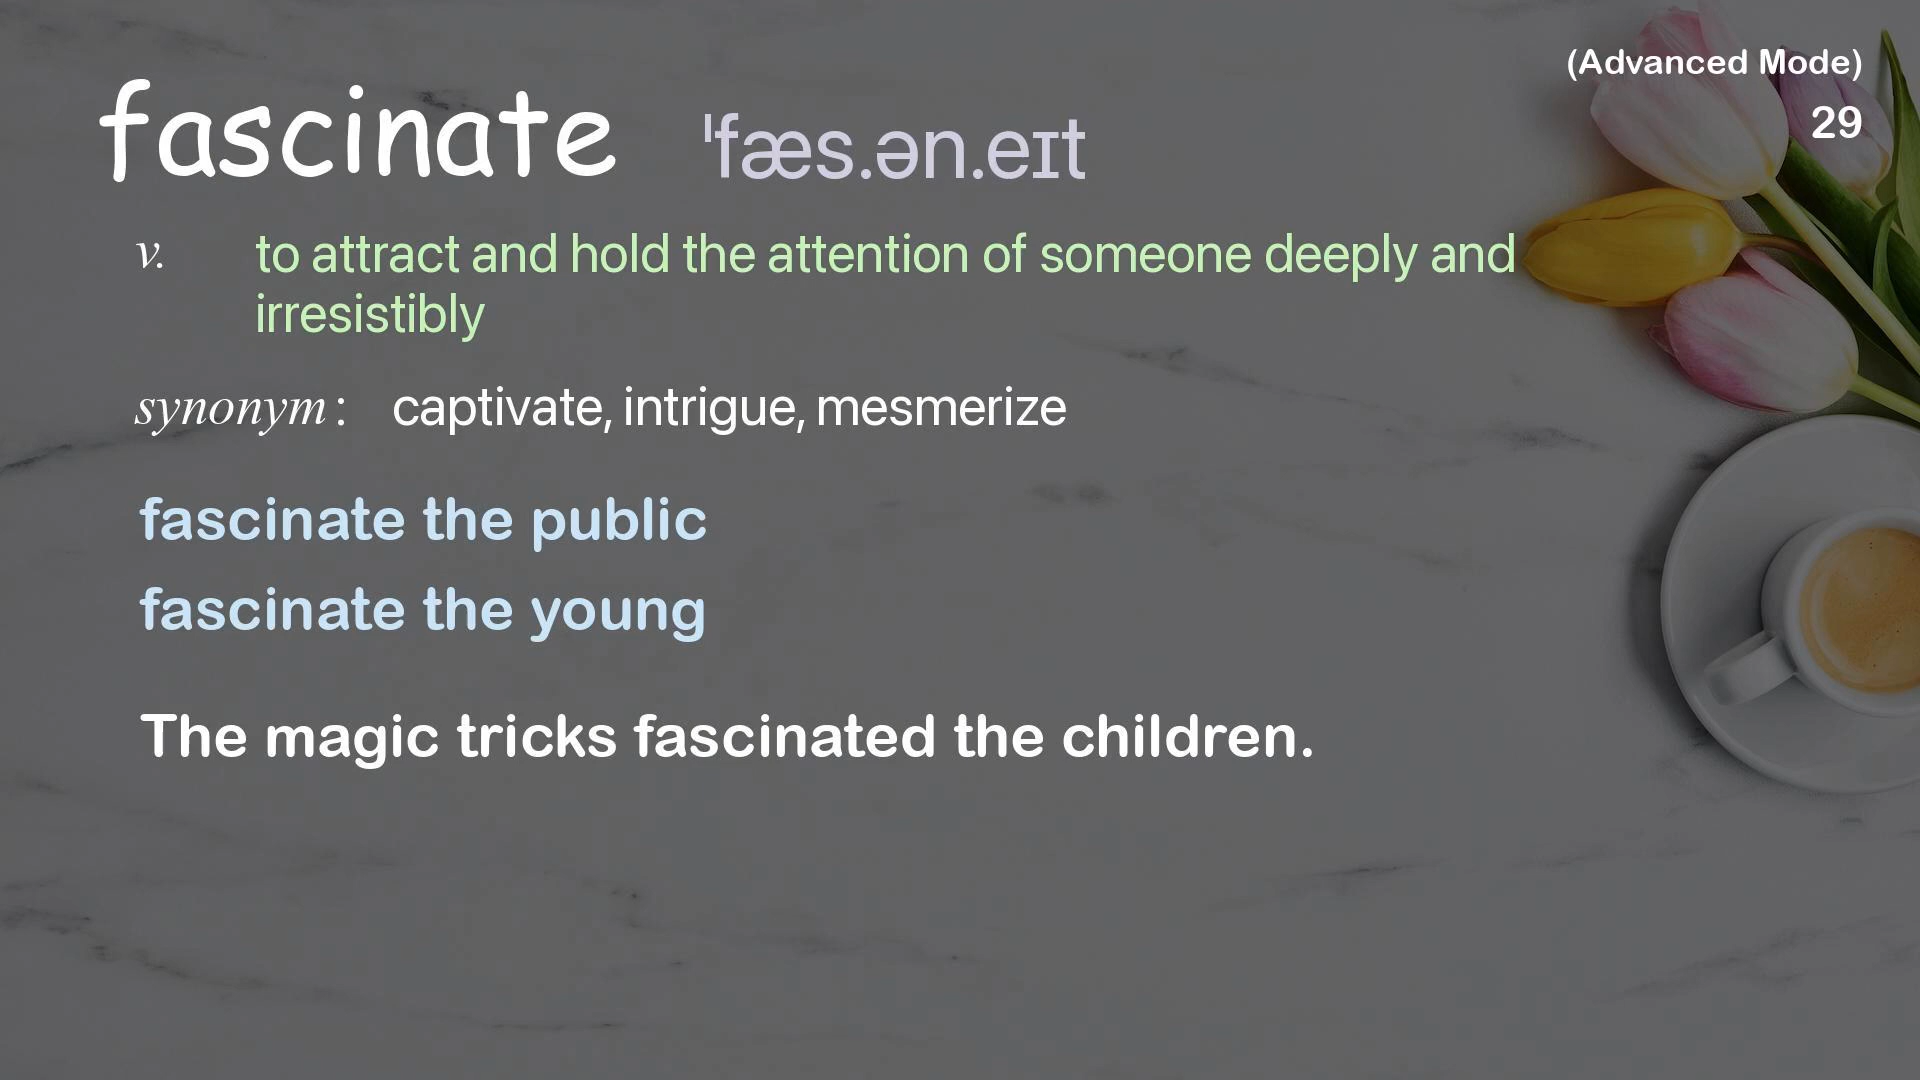 (Advanced Mode)
29
fascinate ˈfæs.ən.eɪt
v. to attract and hold the attention of someone deeply and
irresistibly
synonym: captivate, intrigue, mesmerize
fascinate the public
fascinate the young
The magic tricks fascinated the children.